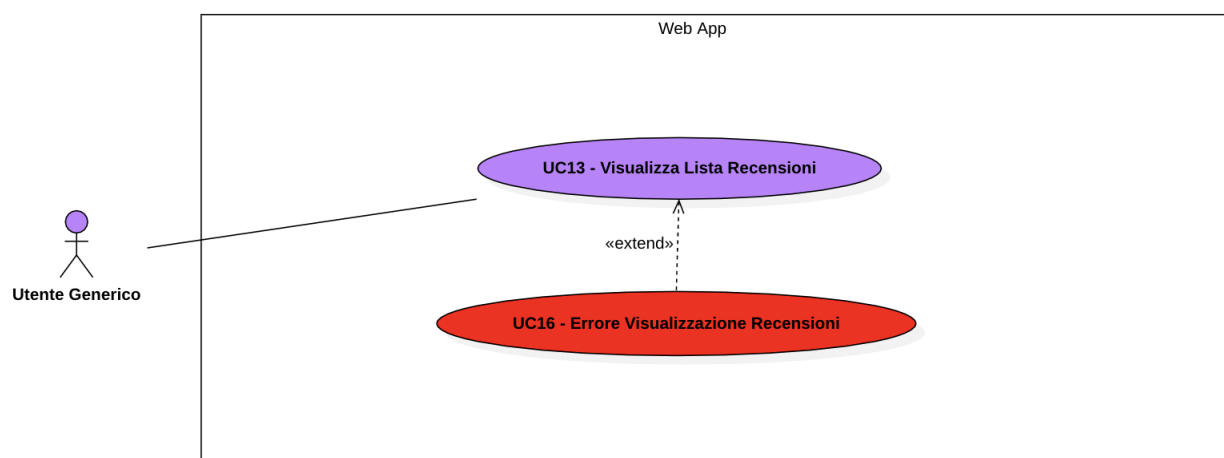 Web App
UC13 - Visualizza Lista Recensioni
«extend»
Utente Generico
UC16 - Errore Visualizzazione Recensioni